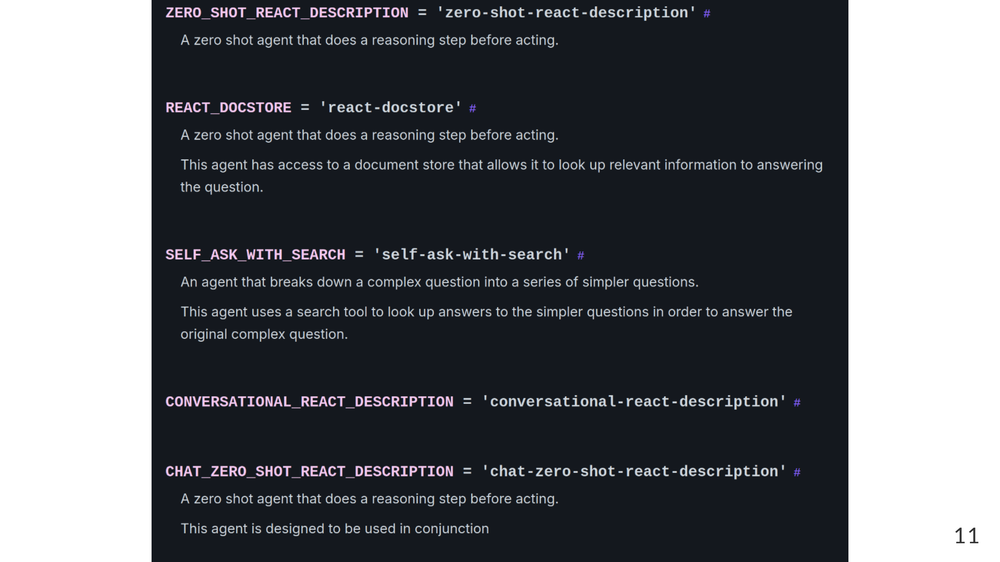 ZERO_SHOT_REACT_DESCRIPTION = 'zero-shot-react-description' #
A zero shot agent that does a reasoning step before acting.
REACT_DOCSTORE = 'react-docstore' #
A zero shot agent that does a reasoning step before acting.
This agent has access to a document store that allows it to look up relevant information to answering
the question.
SELF_ASK_WITH_SEARCH = 'self-ask-with-search' #
An agent that breaks down a complex question into a series of simpler questions.
This agent uses a search tool to look up answers to the simpler questions in order to answer the
original complex question.
CONVERSATIONAL_REACT_DESCRIPTION = 'conversational-react-description' #
CHAT_ZERO_SHOT_REACT_DESCRIPTION = 'chat-zero-shot-react-description' #
A zero shot agent that does a reasoning step before acting.
This agent is designed to be used in conjunction
11